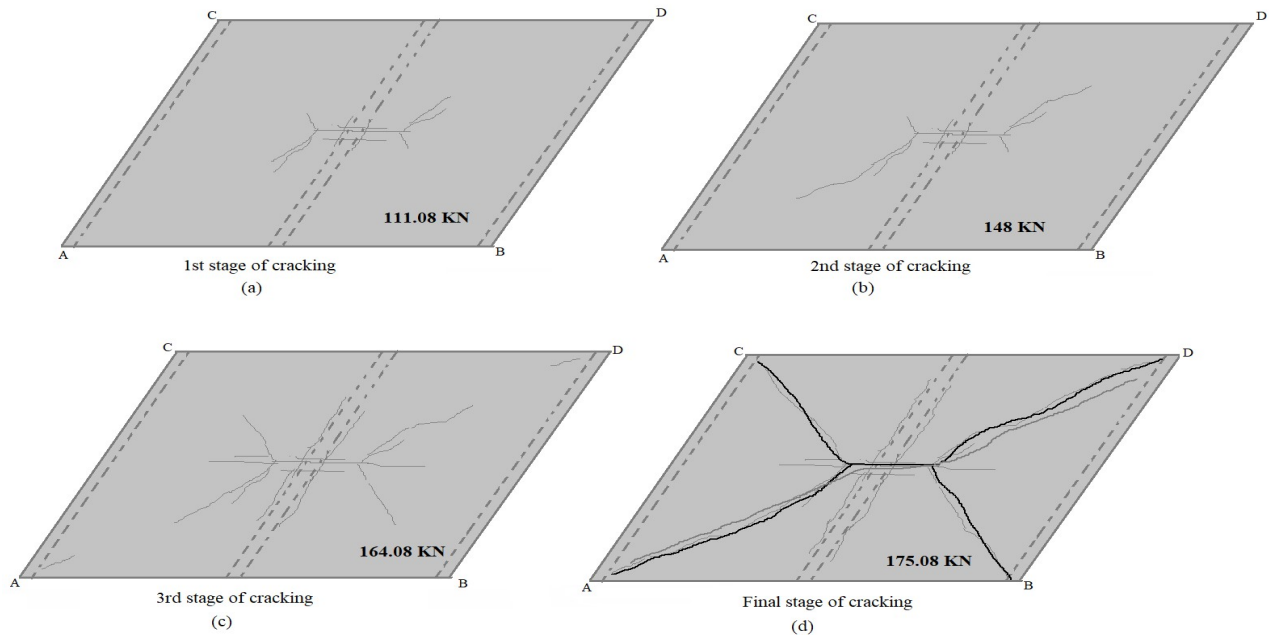 C
D
111.08 KN
A
B
1st stage of cracking
(a)
C
D
148 KN
A
B
2nd stage of cracking
(b)
C
D
164.08 KN
A
B
3rd stage of cracking
(c)
C
D
175.08 KN
A
B
Final stage of cracking
(d)